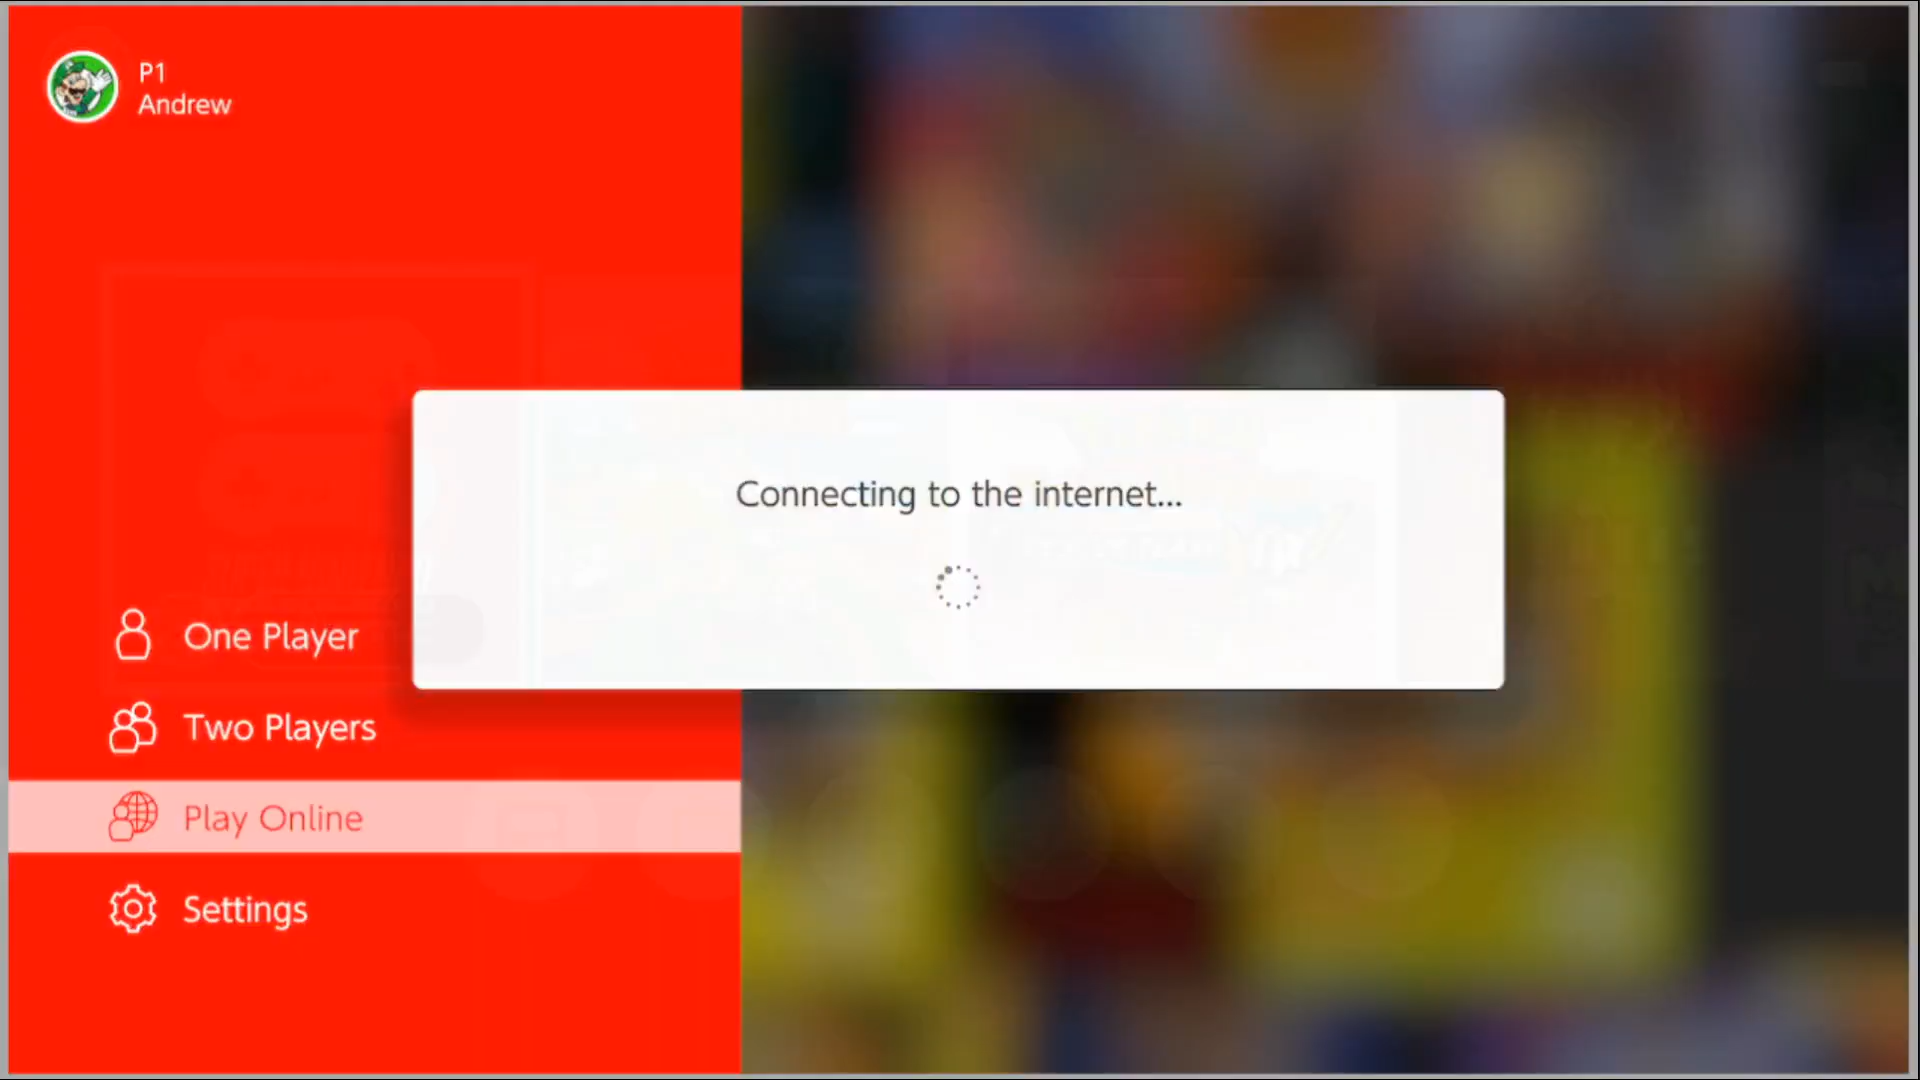 P1
Andrew
Connecting to the internet...
One Player
Two Players
Play Online
Settings